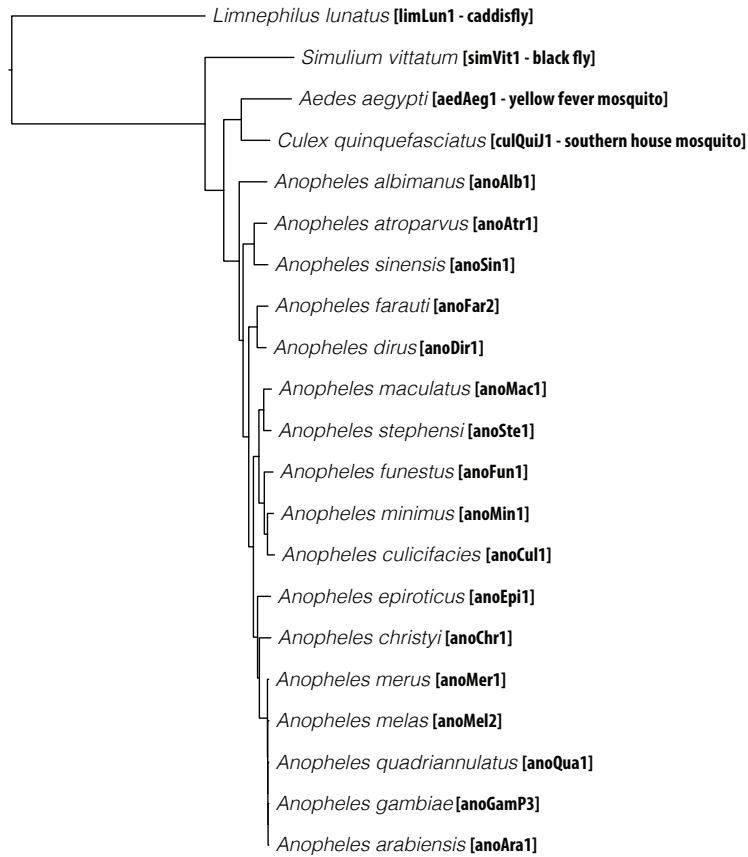 Limnephilus lunatus [limLun1 - caddisfly]
Simulium vittatum [simVit1 - black fly]
Aedes aegypti [aedAeg1 - yellow fever mosquito]
Culex quinquefasciatus [culQuiJ1 - southern house mosquito]
Anopheles albimanus [anoAlb1]
Anopheles atroparvus [anoAtr1]
Anopheles sinensis [anoSin1]
Anopheles farauti [anoFar2]
Anopheles dirus [anoDir1]
Anopheles maculatus [anoMac1]
Anopheles stephensi [anoSte1]
Anopheles funestus [anoFun1]
Anopheles minimus [anoMin1]
Anopheles culicifacies [anoCul1]
Anopheles epiroticus [anoEpi1]
Anopheles christyi [anoChr1]
Anopheles merus [anoMer1]
Anopheles melas [anoMel2]
Anopheles quadriannulatus [anoQua1]
Anopheles gambiae [anoGamP3]
Anopheles arabiensis [anoAra1]